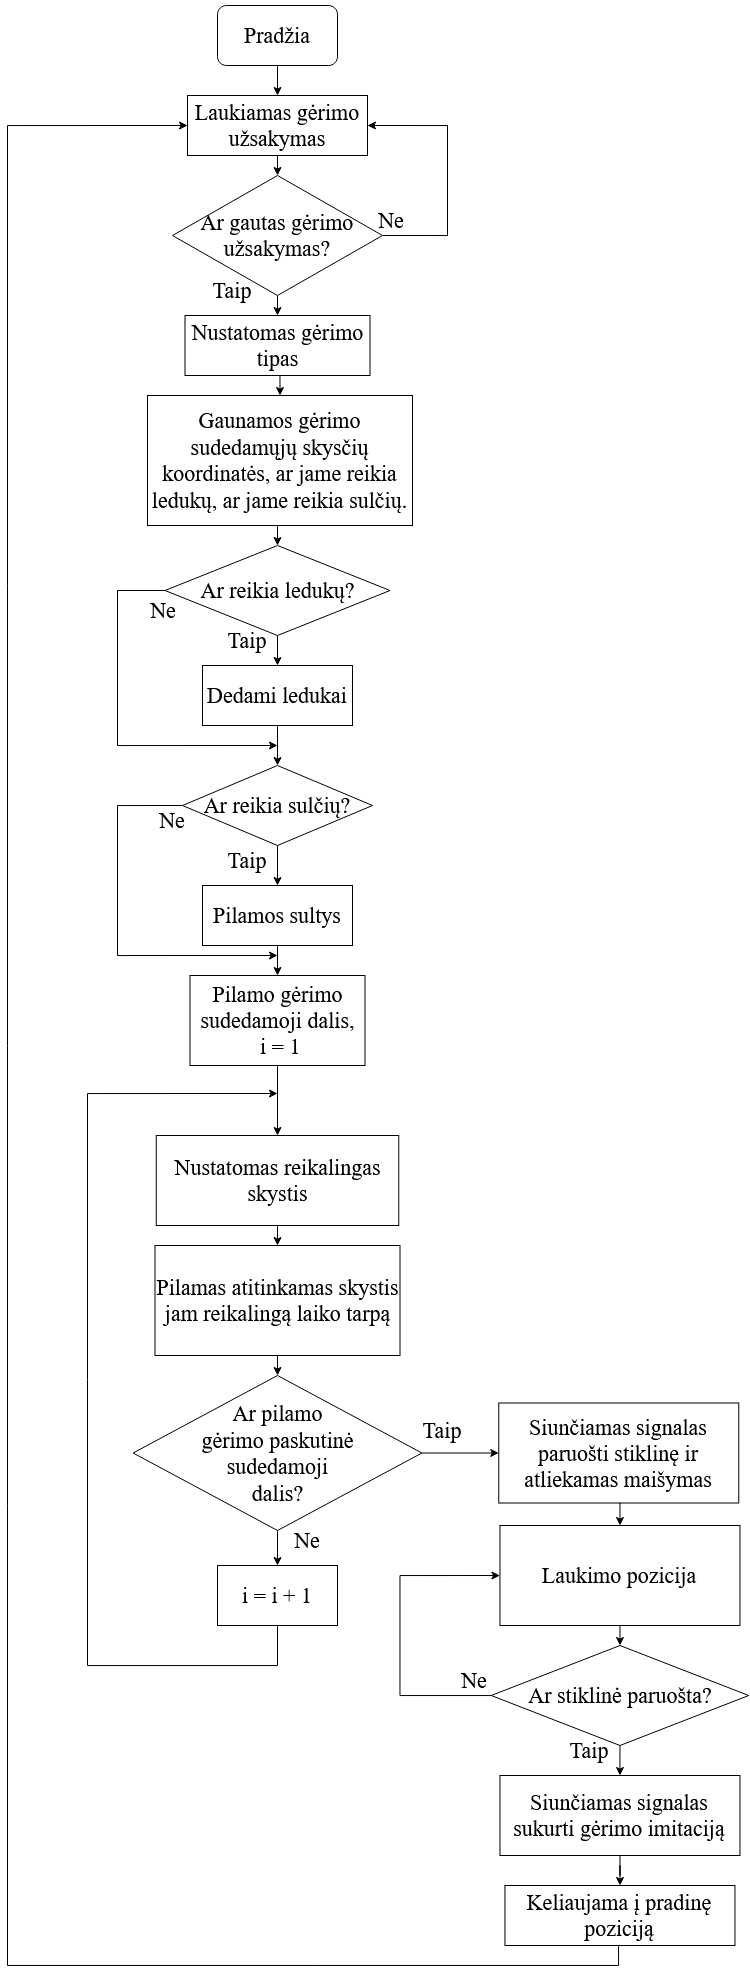 Pradžia
Laukiamas gėrimo
užsakymas
Ar gautas gėrimo
užsakymas?
Ne
Taip
Nustatomas gėrimo
tipas
Gaunamos gėrimo
sudedamųjų skysčių
koordinatės, ar jame reikia
ledukų, ar jame reikia sulčių.
Ar reikia ledukų?
Ne
Taip
Dedami ledukai
Ar reikia sulčių?
Ne
Taip
Pilamos sultys
Pilamo gėrimo
sudedamoji dalis,
i = 1
Nustatomas reikalingas
skystis
Pilamas atitinkamas skystis
jam reikalingą laiko tarpą
Ar pilamo
gėrimo paskutinė
sudedamoji
dalis?
Taip
Ne
i = i + 1
Siunčiamas signalas
paruošti stiklinę ir
atliekamas maišymas
Laukimo pozicija
Ar stiklinė paruošta?
Ne
Taip
Siunčiamas signalas
sukurti gėrimo imitaciją
Keliaujama į pradinę
poziciją